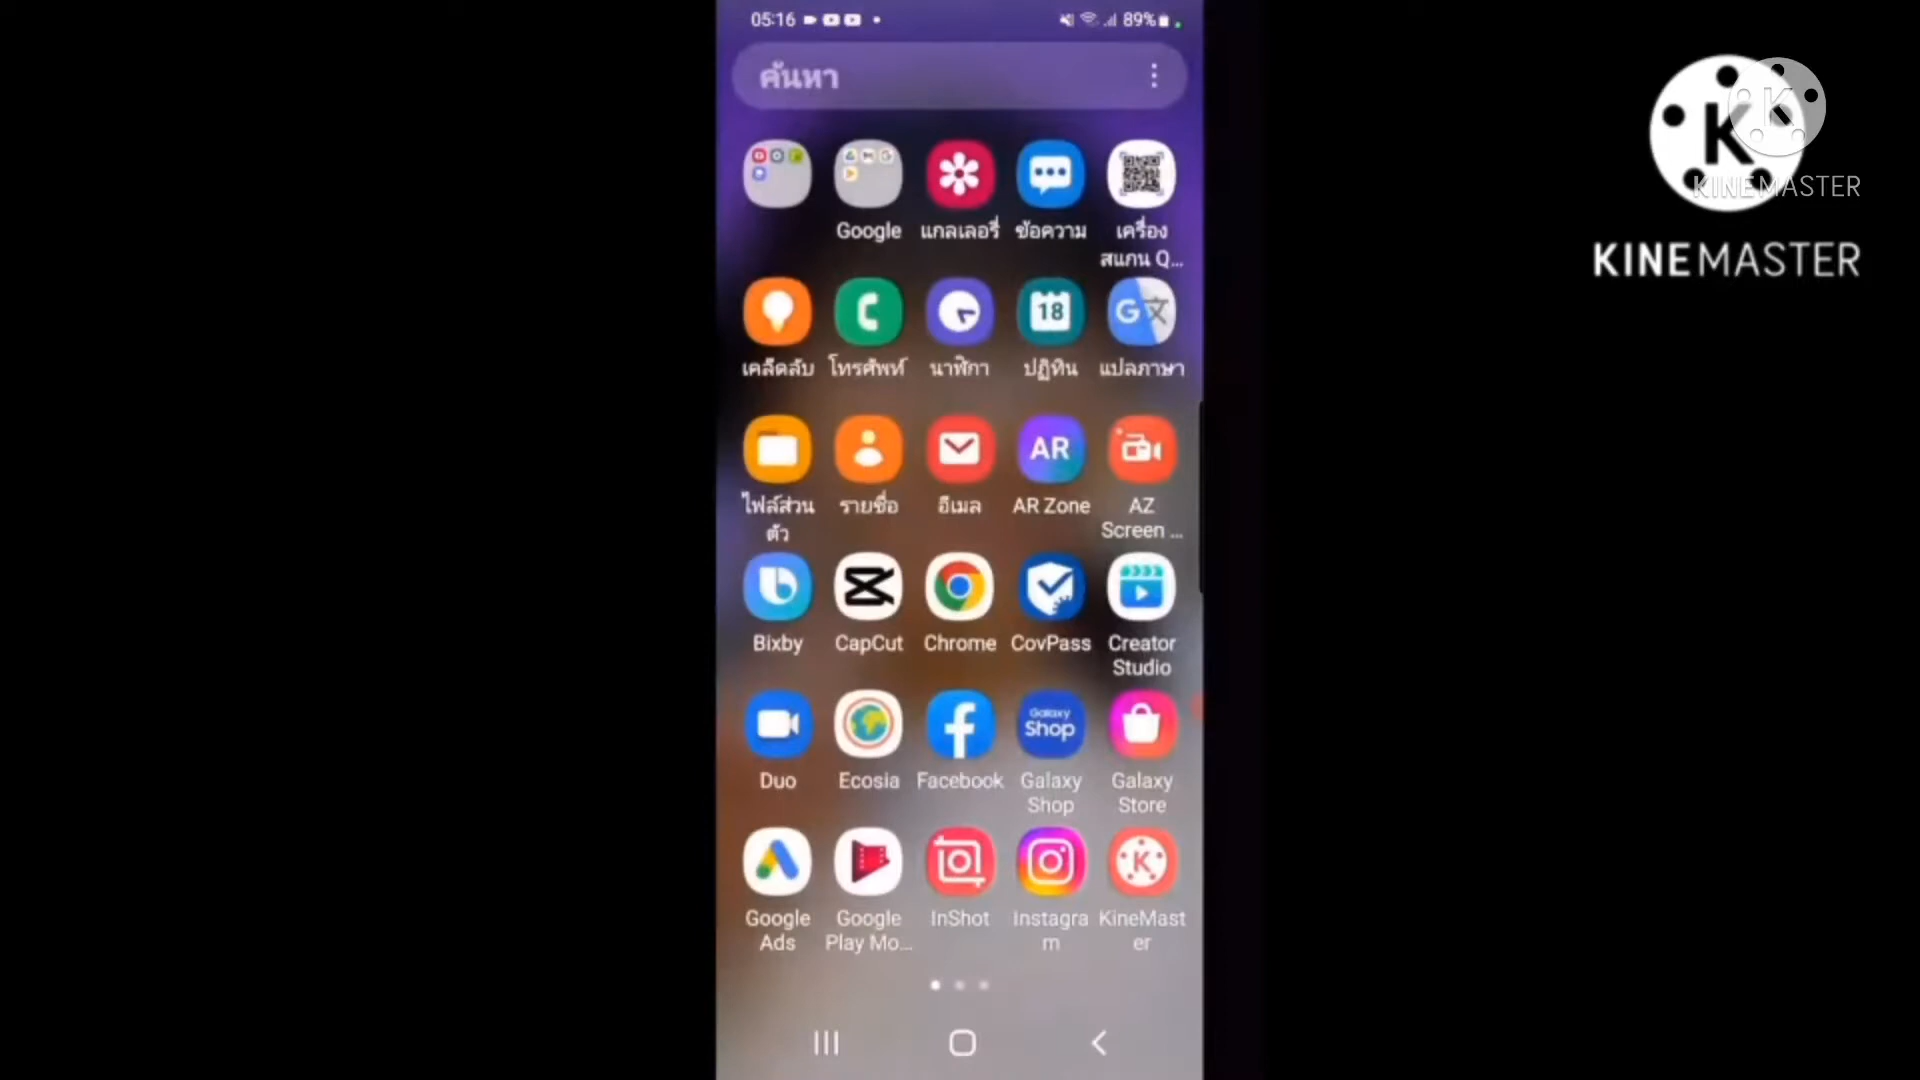 05:16
89%
ค้นหา
Google
แกลเลอรี่
ข้อความ
เครื่อง
สแกน Q...
เคล็ดลับ
โทรศัพท์
นาฬิกา
18
ปฏิทิน
แปลภาษา
ไฟล์ส่วน
ตัว
รายชื่อ
อีเมล
AR
AR Zone
AZ
Screen ...
Bixby
CapCut
Chrome
CovPass
Creator
Studio
Duo
Ecosia
Facebook
Galaxy
Shop
Galaxy
Shop
Galaxy
Store
Google
Ads
Google
Play Mo...
InShot
Instagra
m
KineMast
er
K
K
KINEMASTER
KINEMASTER